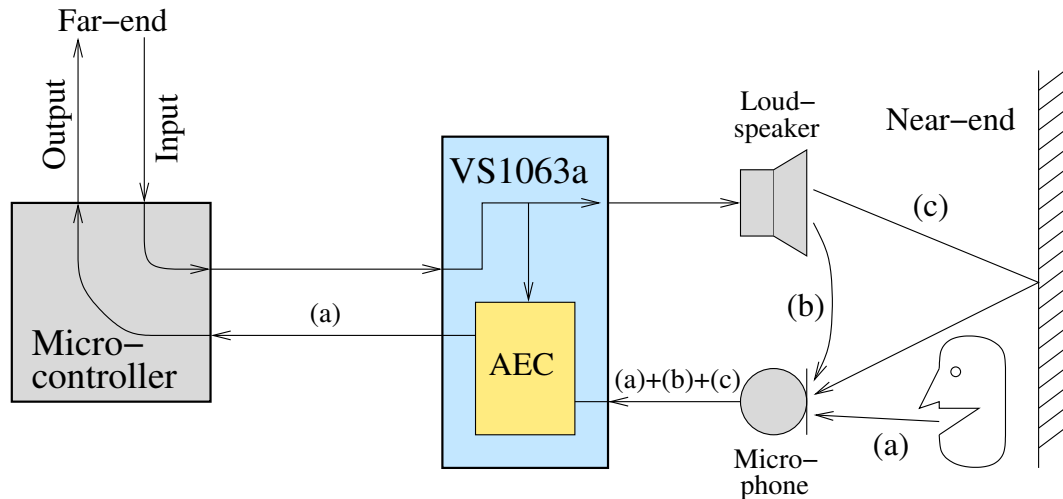 Far−end
Output
Input
Micro−
controller
(a)
VS1063a
AEC
(a)+(b)+(c)
Loud−
speaker
Near−end
(c)
(b)
(a)
Micro−
phone